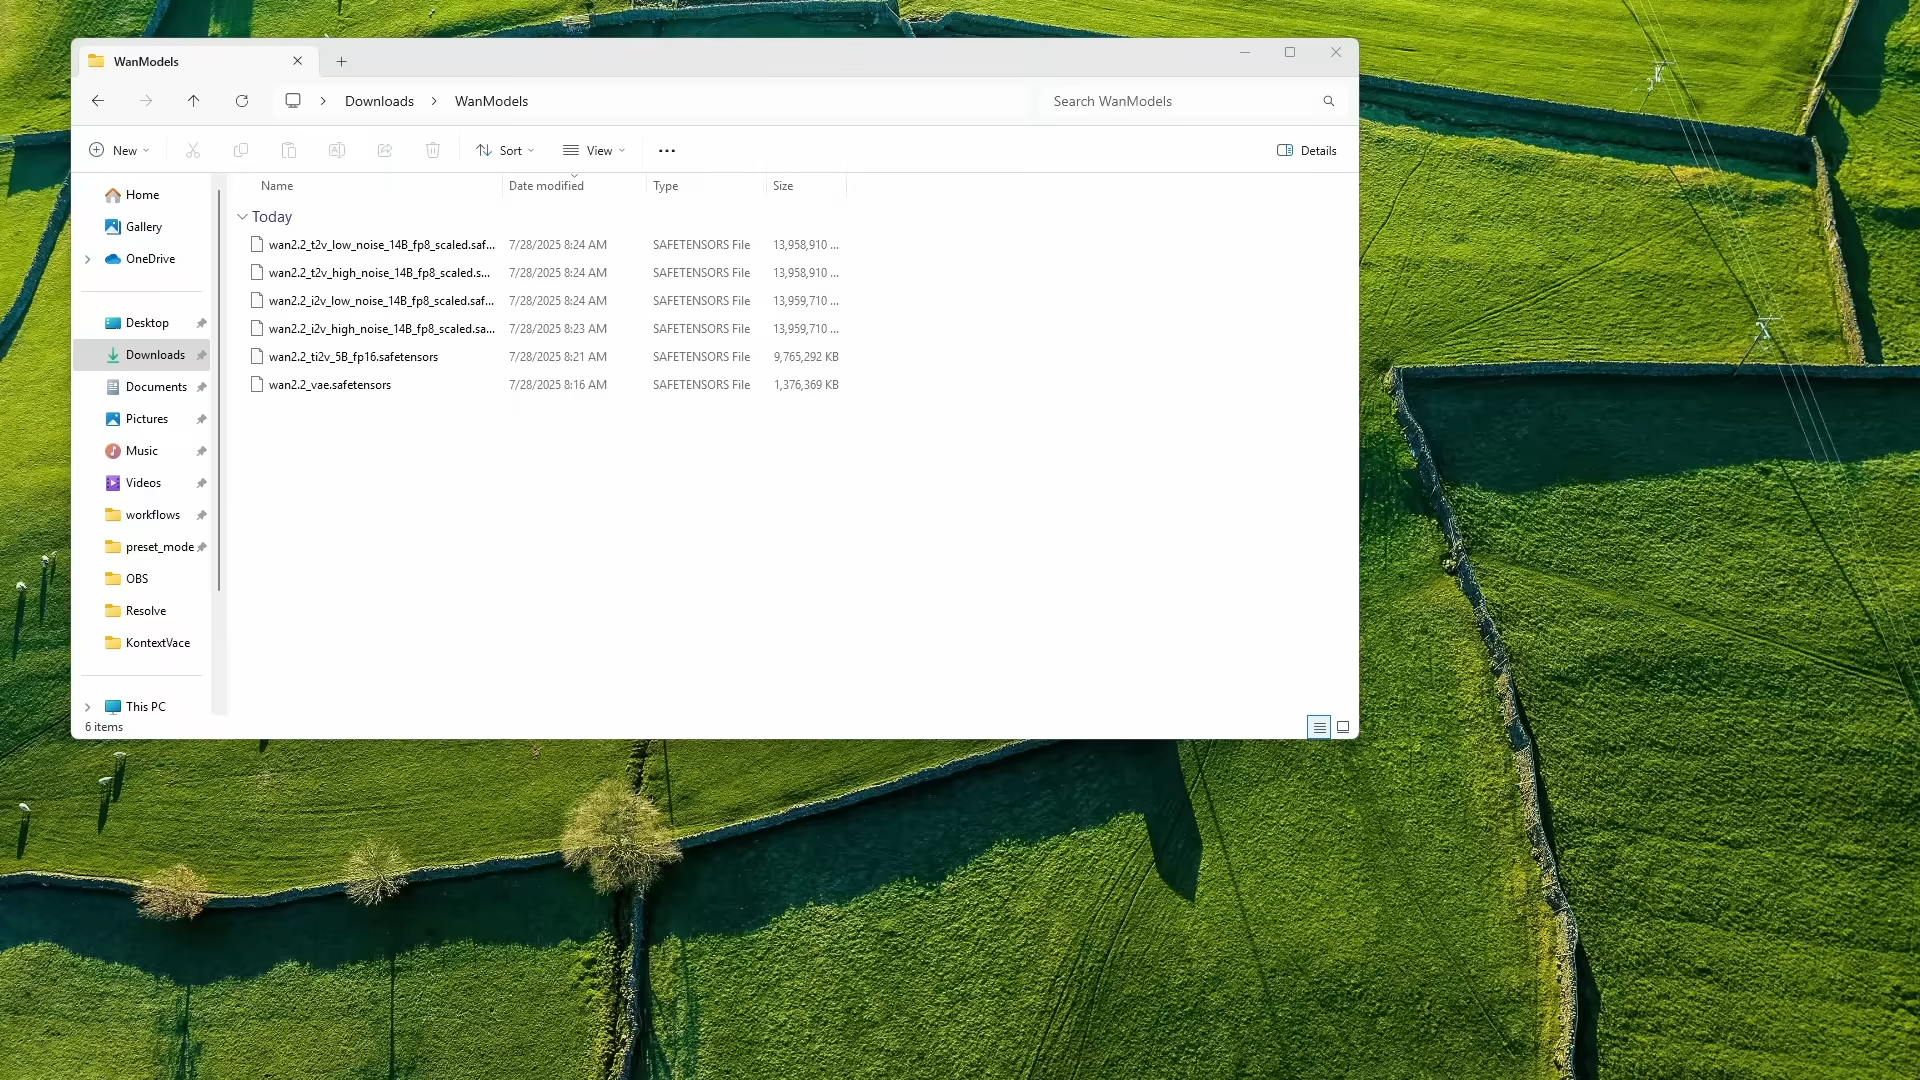 WanModels
Downloads > WanModels
Search WanModels
New
Sort
View
Details
Home
Gallery
OneDrive
Desktop
Downloads
Documents
Pictures
Music
Videos
workflows
preset_mode
OBS
Resolve
KontextVace
This PC
Name Date modified Type Size
Today
wan2.2_t2v_low_noise_14B_fp8_scaled.saf... 7/28/2025 8:24 AM SAFETENSORS File 13,958,910 ...
wan2.2_t2v_high_noise_14B_fp8_scaled.s... 7/28/2025 8:24 AM SAFETENSORS File 13,958,910 ...
wan2.2_i2v_low_noise_14B_fp8_scaled.saf... 7/28/2025 8:24 AM SAFETENSORS File 13,959,710 ...
wan2.2_i2v_high_noise_14B_fp8_scaled.sa... 7/28/2025 8:23 AM SAFETENSORS File 13,959,710 ...
wan2.2_ti2v_5B_fp16.safetensors 7/28/2025 8:21 AM SAFETENSORS File 9,765,292 KB
wan2.2_vae.safetensors 7/28/2025 8:16 AM SAFETENSORS File 1,376,369 KB
6 items